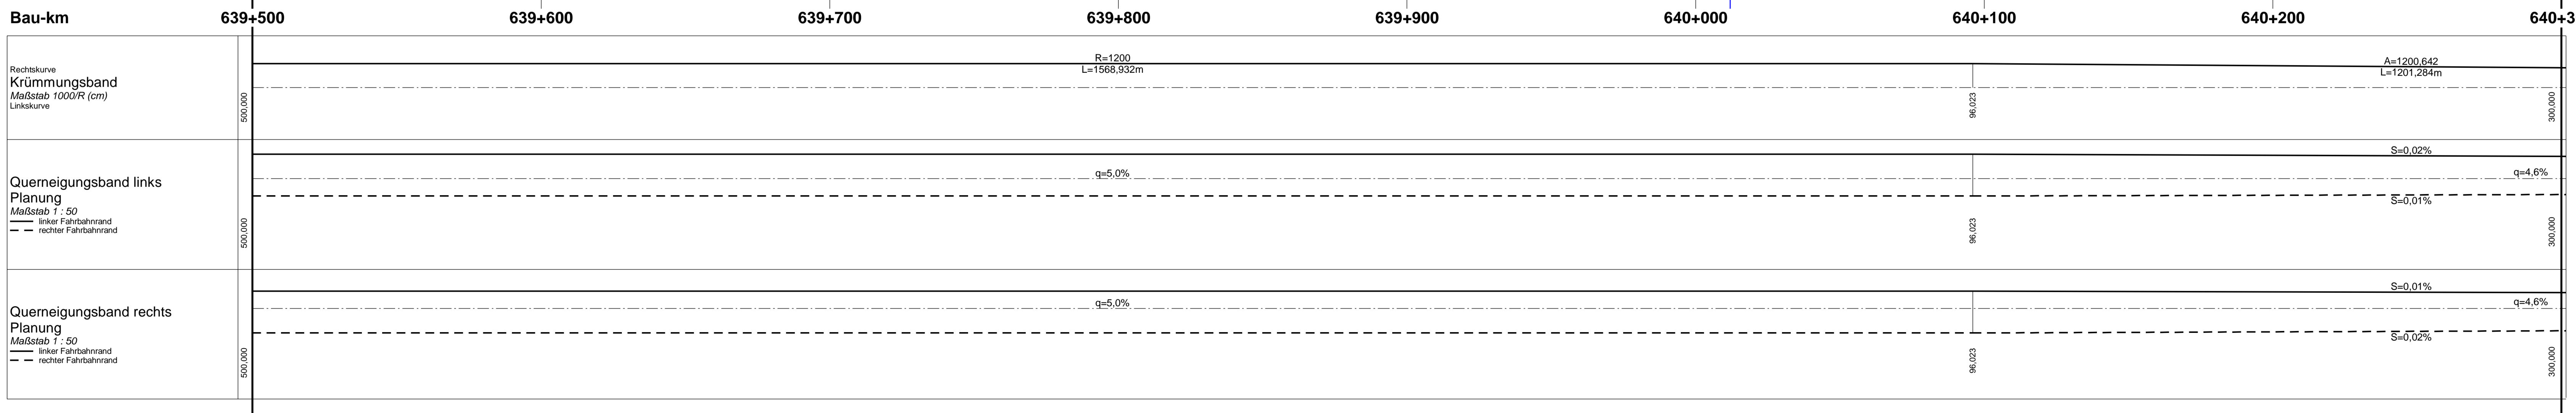 Bau-km
639+500
639+600
639+700
639+800
639+900
640+000
640+100
640+200
640+3
Rechtskurve
Krümmungsband
Maßstab 1000/R (cm)
Linkskurve
500,000
R=1200
L=1568,932m
96,023
A=1200,642
L=1201,284m
300,000
Querneigungsband links
Planung
Maßstab 1 : 50
linker Fahrbahnrand
rechter Fahrbahnrand
500,000
q=5,0%
96,023
S=0,02%
q=4,6%
S=0,01%
300,000
Querneigungsband rechts
Planung
Maßstab 1 : 50
linker Fahrbahnrand
rechter Fahrbahnrand
500,000
q=5,0%
96,023
S=0,01%
q=4,6%
S=0,02%
300,000